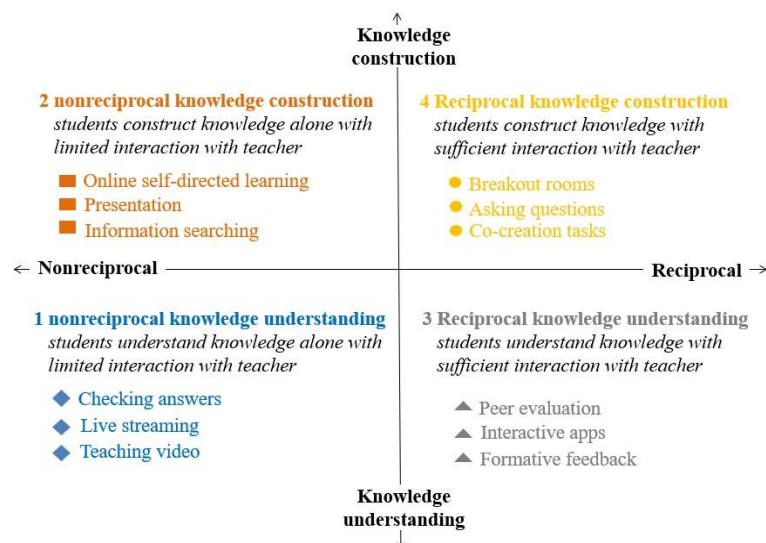 Knowledge
construction
2 nonreciprocal knowledge construction
students construct knowledge alone with
limited interaction with teacher
Online self-directed learning
Presentation
Information searching
4 Reciprocal knowledge construction
students construct knowledge with
sufficient interaction with teacher
Breakout rooms
Asking questions
Co-creation tasks
Nonreciprocal
Reciprocal
1 nonreciprocal knowledge understanding
students understand knowledge alone with
limited interaction with teacher
Checking answers
Live streaming
Teaching video
3 Reciprocal knowledge understanding
students understand knowledge with
sufficient interaction with teacher
Peer evaluation
Interactive apps
Formative feedback
Knowledge
understanding